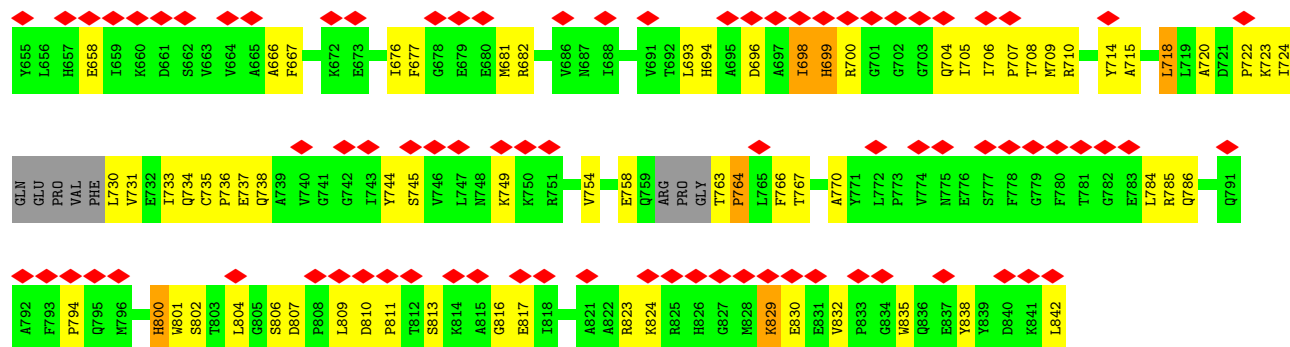 Y655 L656 H657 E658 I659 K660 D661 S662 V663 V664 A665 A666 F667 K672 E673 I676 F677 G678 E679 E680 M681 R682 V686 N687 I688 V691 T692 L693 H694 A695 D696 A697 I698 H699 R700 G701 G702 G703 Q704 I705 I706 P707 T708 M709 R710 Y714 A715 L718 L719 A720 D721 P722 K723 I724
GLN GLU PRO VAL PHE L730 V731 E732 I733 Q734 C735 P736 E737 Q738 A739 V740 G741 G742 I743 Y744 S745 V746 L747 N748 K749 K750 R751 V754 E758 Q759 ARG PRO GLY T763 P764 L765 F766 T767 A770 Y771 L772 P773 V774 N775 E776 S777 F778 G779 F780 T781 G782 E783 L784 R785 Q786 Q791
A792 F793 P794 Q795 M796 H800 W801 S802 T803 L804 G805 S806 D807 P808 L809 D810 P811 T812 S813 K814 A815 G816 E817 I818 A821 A822 R823 K824 R825 H826 G827 M828 K829 E830 E831 V832 P833 G834 W835 Q836 E837 Y838 Y839 D840 K841 L842